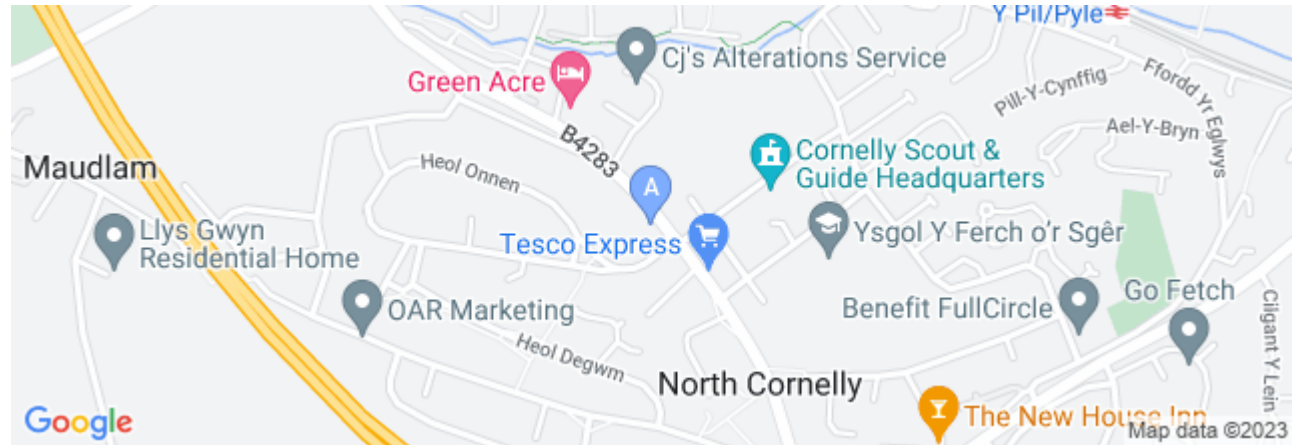 Y Pil/Pyle
Cj's Alterations Service
Green Acre
Pill-Y-Cynffig
Ffordd Yr Eglwys
Ael-Y-Bryn
B4283
Maudlam
Heol Onnen
Cornelly Scout &
Guide Headquarters
A
Llys Gwyn
Residential Home
Tesco Express
Ysgol Y Ferch o'r Sgêr
OAR Marketing
Benefit FullCircle
Go Fetch
Cilgant Y Lein
Heol Degwm
North Cornelly
The New House Inn
Google
Map data ©2023